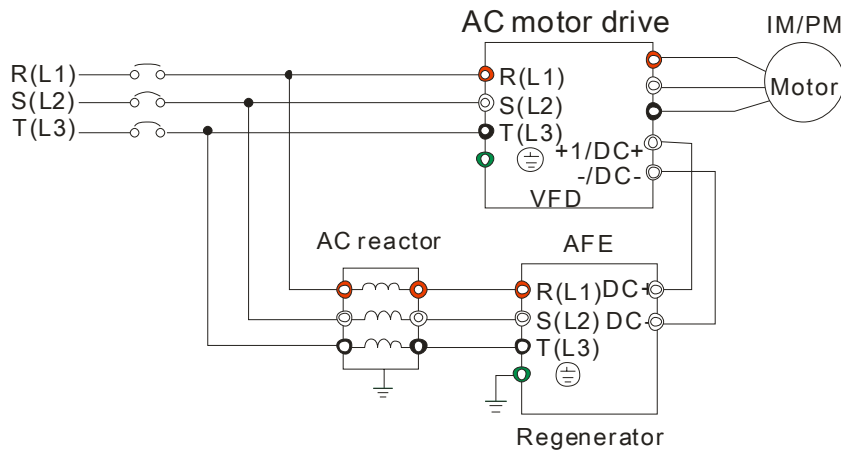 AC motor drive
IM/PM
R(L1)
S(L2)
T(L3)
R(L1)
S(L2)
T(L3)
+1/DC+
-/DC-
VFD
Motor
AC reactor
AFE
R(L1) DC+
S(L2) DC-
T(L3)
Regenerator